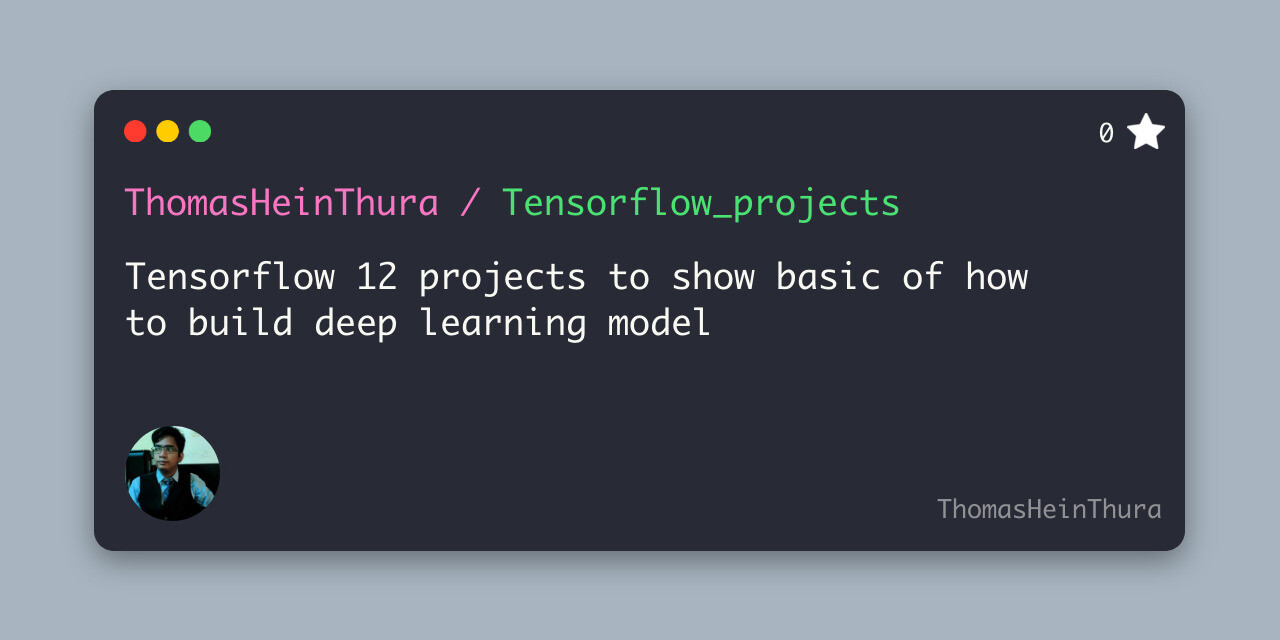 0
ThomasHeinThura / Tensorflow_projects
Tensorflow 12 projects to show basic of how
to build deep learning model
ThomasHeinThura